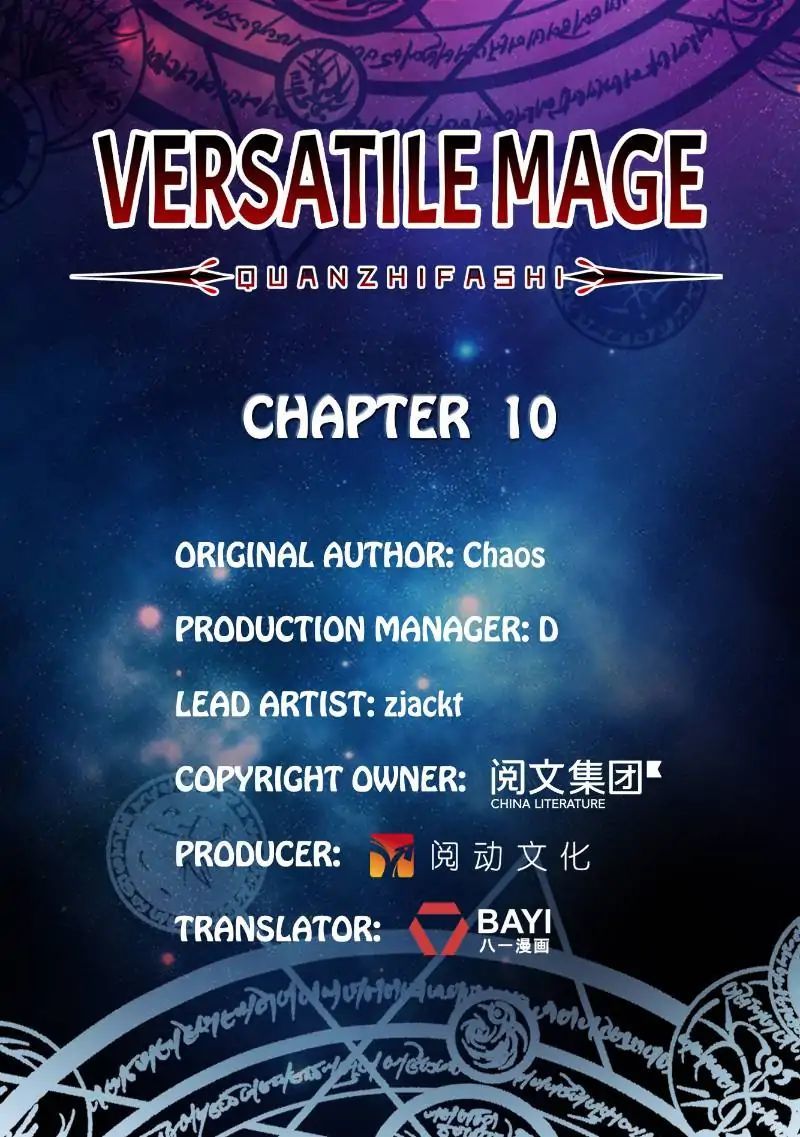 VERSATILE MAGE
QUANZHIFASHI
CHAPTER 10
ORIGINAL AUTHOR: Chaos
PRODUCTION MANAGER: D
LEAD ARTIST: zjackt
COPYRIGHT OWNER: 阅文集团
CHINA LITERATURE
PRODUCER: 阅动文化
TRANSLATOR: BAYI
八一漫画